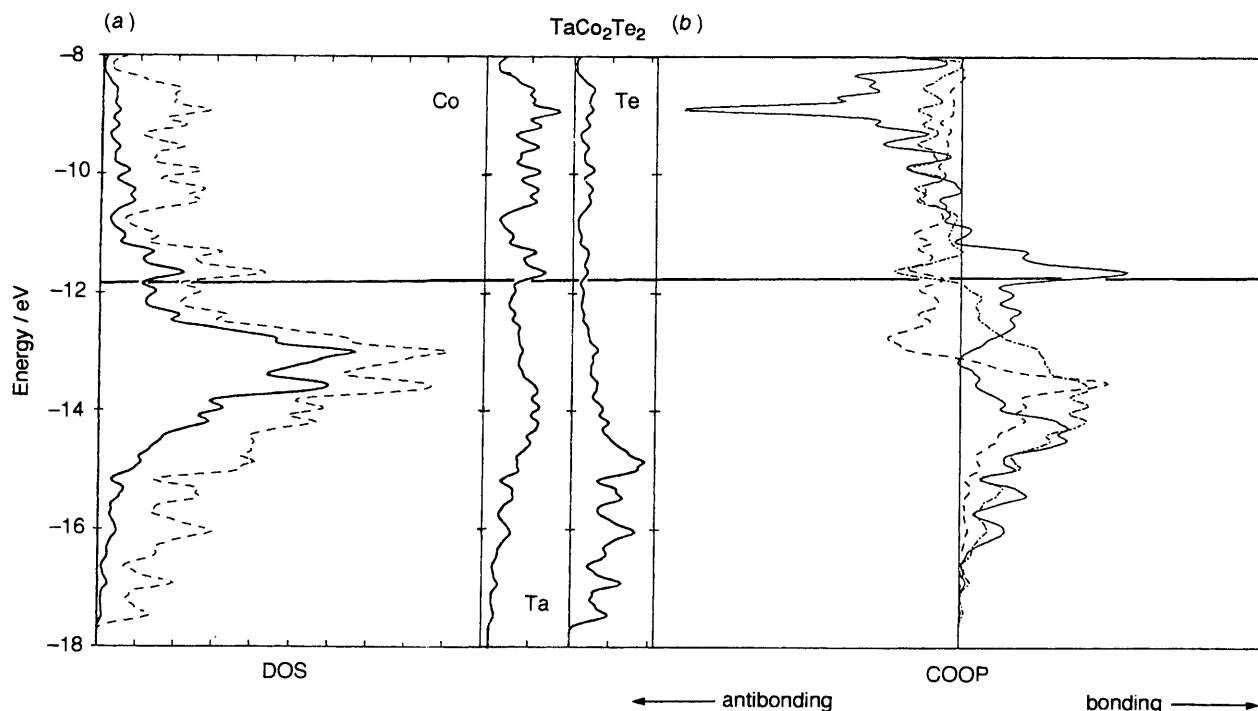 (a) TaCo₂Te₂ (b)
−8
Co Te
−10
−12
Energy / eV
−14
−16
Ta
−18
DOS COOP
antibonding bonding